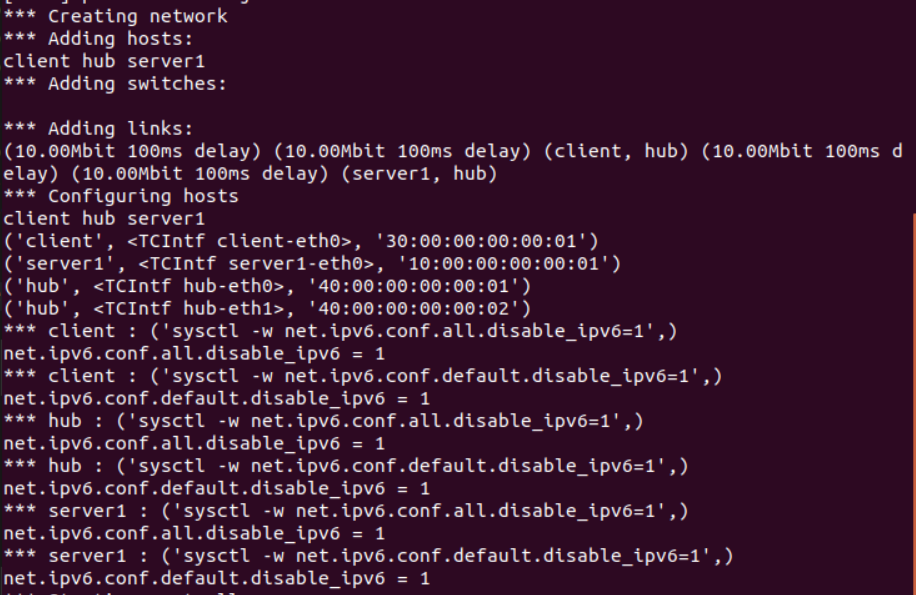 *** Creating network
*** Adding hosts:
client hub server1
*** Adding switches:
*** Adding links:
(10.00Mbit 100ms delay) (10.00Mbit 100ms delay) (client, hub) (10.00Mbit 100ms d
elay) (10.00Mbit 100ms delay) (server1, hub)
*** Configuring hosts
client hub server1
('client', <TCIntf client-eth0>, '30:00:00:00:00:01')
('server1', <TCIntf server1-eth0>, '10:00:00:00:00:01')
('hub', <TCIntf hub-eth0>, '40:00:00:00:00:01')
('hub', <TCIntf hub-eth1>, '40:00:00:00:00:02')
*** client : ('sysctl -w net.ipv6.conf.all.disable_ipv6=1',)
net.ipv6.conf.all.disable_ipv6 = 1
*** client : ('sysctl -w net.ipv6.conf.default.disable_ipv6=1',)
net.ipv6.conf.default.disable_ipv6 = 1
*** hub : ('sysctl -w net.ipv6.conf.all.disable_ipv6=1',)
net.ipv6.conf.all.disable_ipv6 = 1
*** hub : ('sysctl -w net.ipv6.conf.default.disable_ipv6=1',)
net.ipv6.conf.default.disable_ipv6 = 1
*** server1 : ('sysctl -w net.ipv6.conf.all.disable_ipv6=1',)
net.ipv6.conf.all.disable_ipv6 = 1
*** server1 : ('sysctl -w net.ipv6.conf.default.disable_ipv6=1',)
net.ipv6.conf.default.disable_ipv6 = 1